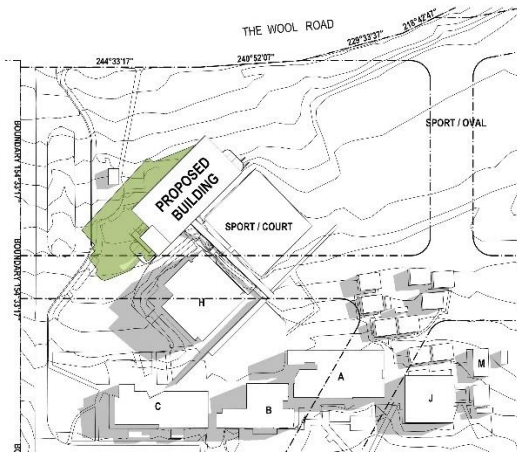 THE WOOL ROAD
218°42'47"
229°33'37"
240°52'07"
244°33'17"
SPORT / OVAL
BOUNDARY 154°33'17"
PROPOSED
BUILDING
SPORT / COURT
BOUNDARY 154°33'17"
H
A
M
C
B
J